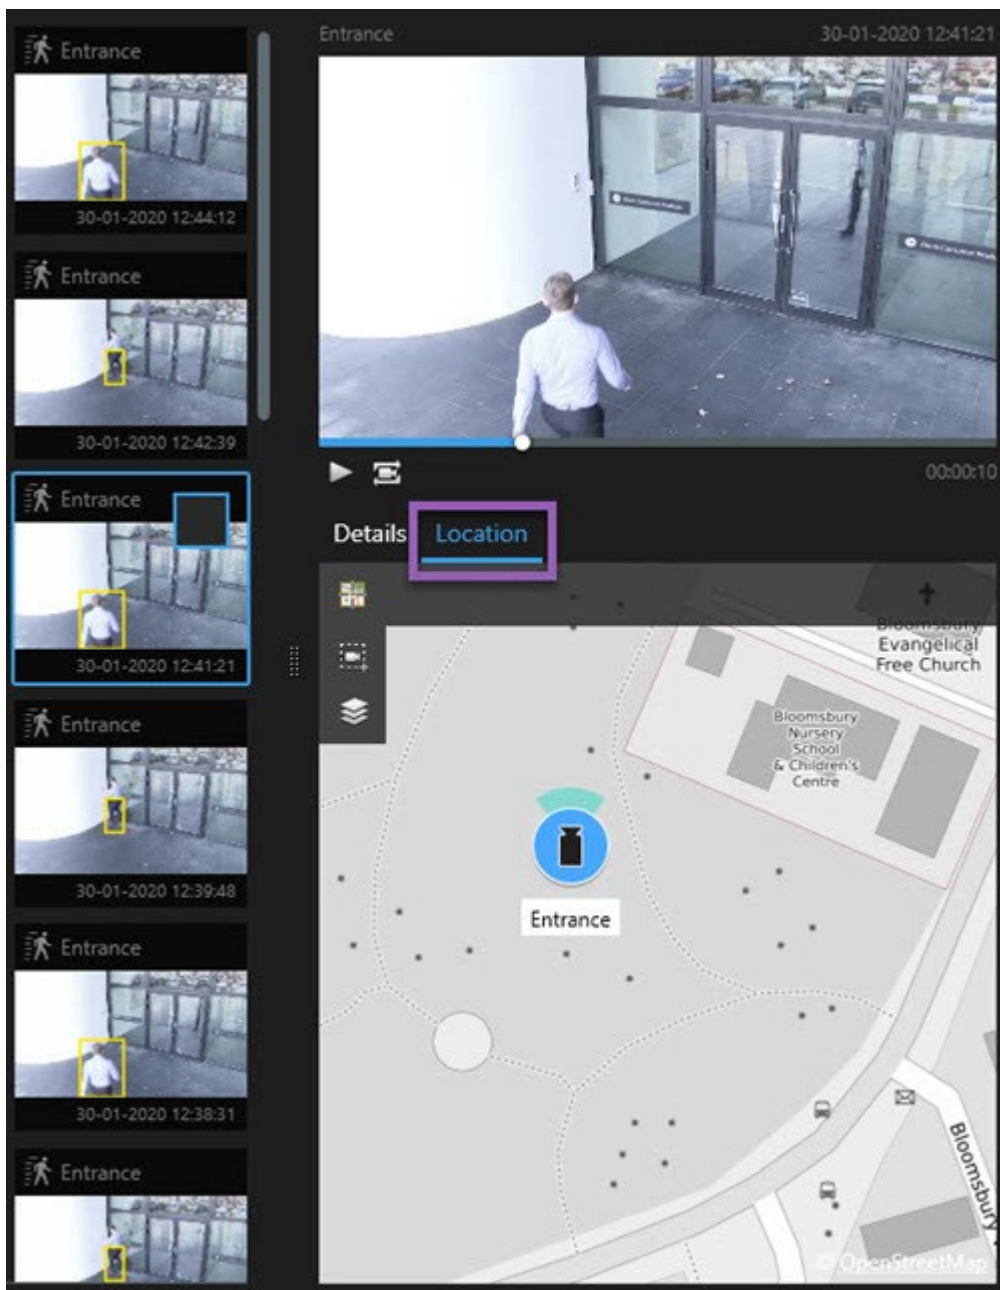 Entrance
30-01-2020 12:44:12
Entrance
30-01-2020 12:42:39
Entrance
30-01-2020 12:41:21
Entrance
30-01-2020 12:39:48
Entrance
30-01-2020 12:38:31
Entrance
Entrance
30-01-2020 12:41:21
00:00:10
Details
Location
Bloomsbury
Evangelical
Free Church
Bloomsbury
Nursery
School
& Children's
Centre
Entrance
Bloomsbury
© OpenStreetMap